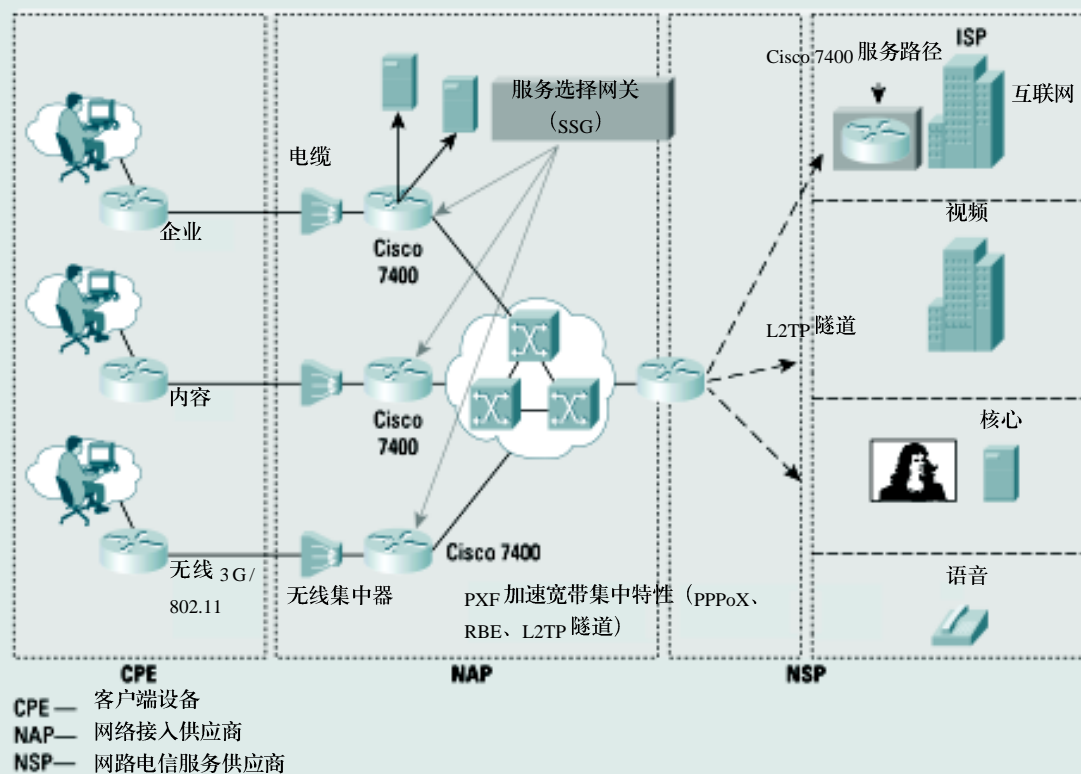 ISP
Cisco 7400 服务路径
互联网
服务选择网关
（SSG）
电缆
企业
Cisco
7400
视频
L2TP 隧道
内容
Cisco
7400
核心
无线 3G/
802.11
无线集中器
Cisco 7400
PXF 加速宽带集中特性（PPPoX、
RBE、L2TP 隧道）
语音
CPE
NAP
NSP
CPE — 客户端设备
NAP— 网络接入供应商
NSP— 网路电信服务供应商